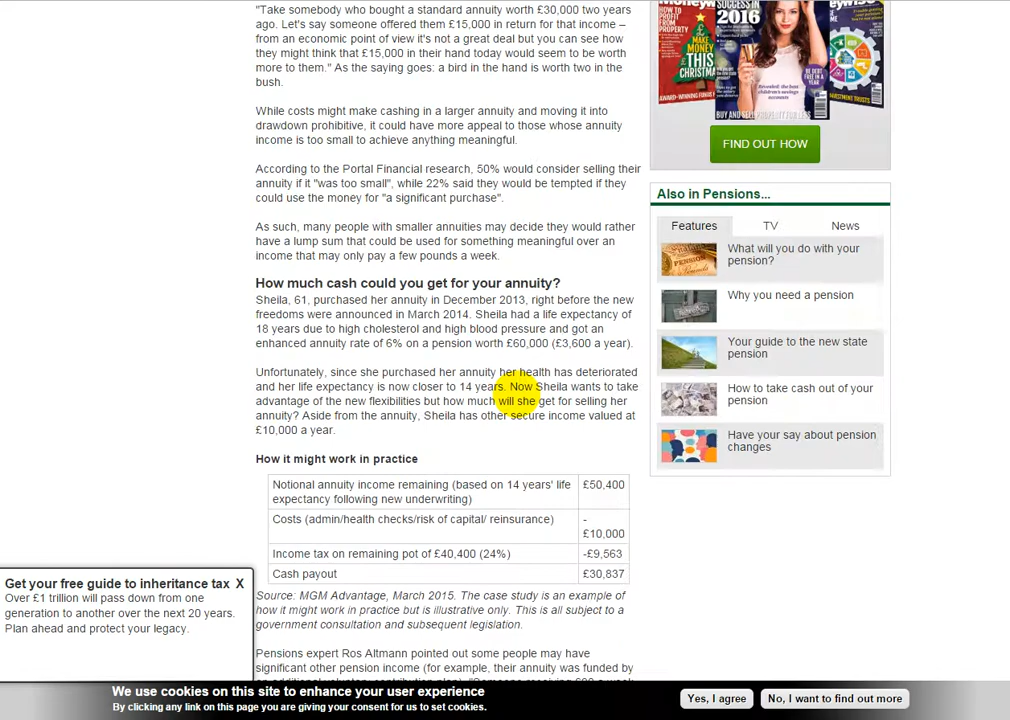 "Take somebody who bought a standard annuity worth £30,000 two years
ago. Let's say someone offered them £15,000 in return for that income –
from an economic point of view it's not a great deal but you can see how
they might think that £15,000 in their hand today would seem to be worth
more to them." As the saying goes: a bird in the hand is worth two in the
bush.
While costs might make cashing in a larger annuity and moving it into
drawdown prohibitive, it could have more appeal to those whose annuity
income is too small to achieve anything meaningful.
According to the Portal Financial research, 50% would consider selling their
annuity if it "was too small", while 22% said they would be tempted if they
could use the money for "a significant purchase".
As such, many people with smaller annuities may decide they would rather
have a lump sum that could be used for something meaningful over an
income that may only pay a few pounds a week.
How much cash could you get for your annuity?
Sheila, 61, purchased her annuity in December 2013, right before the new
freedoms were announced in March 2014. Sheila had a life expectancy of
18 years due to high cholesterol and high blood pressure and got an
enhanced annuity rate of 6% on a pension worth £60,000 (£3,600 a year).
Unfortunately, since she purchased her annuity her health has deteriorated
and her life expectancy is now closer to 14 years. Now Sheila wants to take
advantage of the new flexibilities but how much will she get for selling her
annuity? Aside from the annuity, Sheila has other secure income valued at
£10,000 a year.
How it might work in practice
Notional annuity income remaining (based on 14 years' life
expectancy following new underwriting)
£50,400
Costs (admin/health checks/risk of capital/ reinsurance)
-
£10,000
Income tax on remaining pot of £40,400 (24%)
-£9,563
Cash payout
£30,837
Source: MGM Advantage, March 2015. The case study is an example of
how it might work in practice but is illustrative only. This is all subject to a
government consultation and subsequent legislation.
Pensions expert Ros Altmann pointed out some people may have
significant other pension income (for example, their annuity was funded by
HOW TO
PROFIT
FROM
PROPERTY
MAKE
MONEY
THIS
CHRISTMA
SUCCESS IN
2016
Revealed: the best
children's savings
accounts
BE DEBT
FREE IN
A YEAR
FIND OUT HOW
Also in Pensions...
Features
TV
News
What will you do with your
pension?
Why you need a pension
Your guide to the new state
pension
How to take cash out of your
pension
Have your say about pension
changes
Get your free guide to inheritance tax X
Over £1 trillion will pass down from one
generation to another over the next 20 years.
Plan ahead and protect your legacy.
We use cookies on this site to enhance your user experience
By clicking any link on this page you are giving your consent for us to set cookies.
Yes, I agree
No, I want to find out more